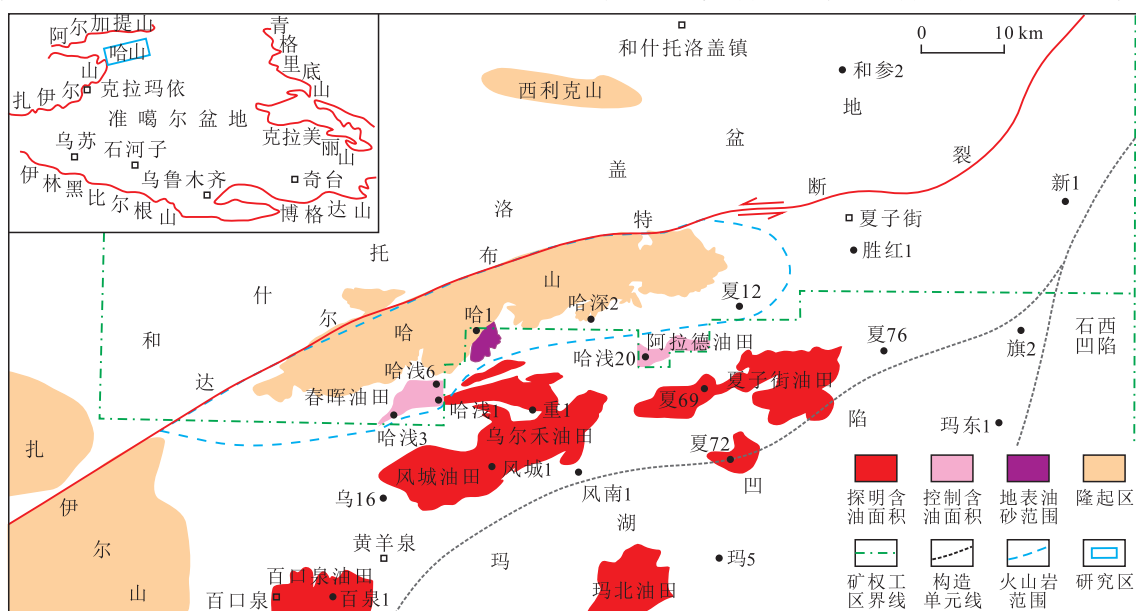 阿尔加提山
哈山
青格里底山
扎伊尔山
克拉玛依
准噶尔盆地
克拉美丽山
乌苏
石河子
乌鲁木齐
奇台
伊林黑比尔根山
博格达山
和什托洛盖镇
0 10 km
西利克山
和参2
和什托洛盖盆地
达尔布特断裂
新1
夏子街
胜红1
哈山
哈深2
夏12
哈1
阿拉德油田
夏76
旗2
石西凹陷
哈浅20
哈浅6
春晖油田
夏子街油田
夏69
哈浅1
重1
哈浅3
乌尔禾油田
玛东1
夏72
风城油田
风城1
风南1
乌16
扎伊尔山
玛湖凹陷
黄羊泉
玛5
百口泉油田
百口泉
百泉1
玛北油田
探明含油面积
控制含油面积
地表油砂范围
隆起区
矿权工区界线
构造单元线
火山岩范围
研究区